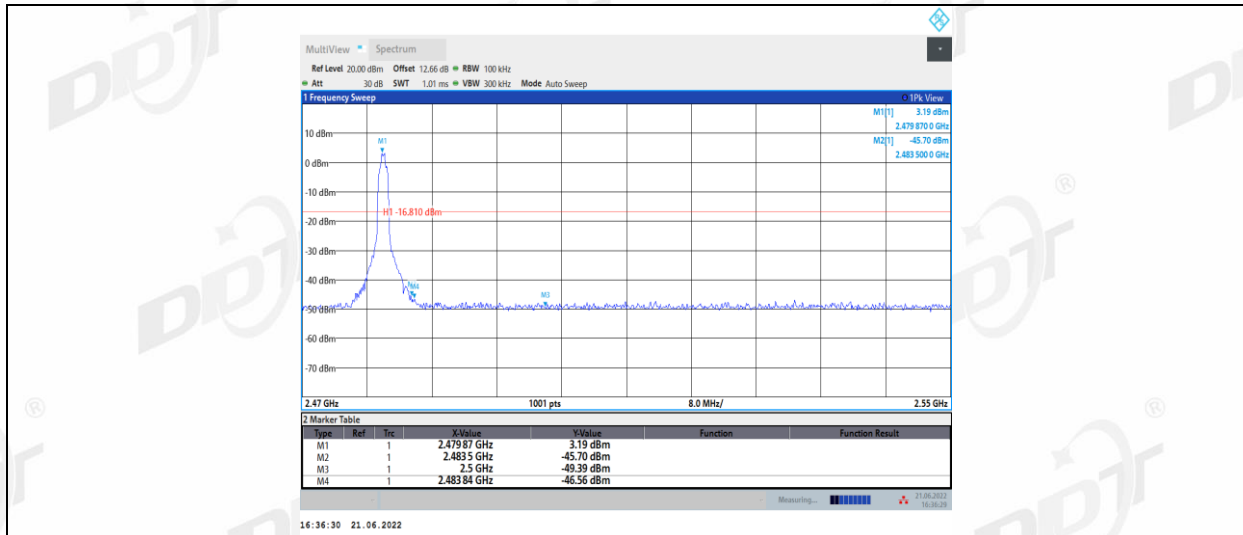 MultiView Spectrum
Ref Level 20.00 dBm Offset 12.66 dB RBW 100 kHz
Att 30 dB SWT 1.01 ms VBW 300 kHz Mode Auto Sweep
1 Frequency Sweep 1Pk View
M1[1] 3.19 dBm
2.479 870 0 GHz
M2[1] -45.70 dBm
2.483 500 0 GHz
10 dBm
M1
0 dBm
-10 dBm
H1 -16.810 dBm
-20 dBm
-30 dBm
-40 dBm
M4
M3
-50 dBm
-60 dBm
-70 dBm
2.47 GHz 1001 pts 8.0 MHz/ 2.55 GHz
2 Marker Table
Type Ref Trc X-Value Y-Value Function Function Result
M1 1 2.479 87 GHz 3.19 dBm
M2 1 2.483 5 GHz -45.70 dBm
M3 1 2.5 GHz -49.39 dBm
M4 1 2.483 84 GHz -46.56 dBm
Measuring... 21.06.2022
16:36:29
16:36:30 21.06.2022
DDT
®